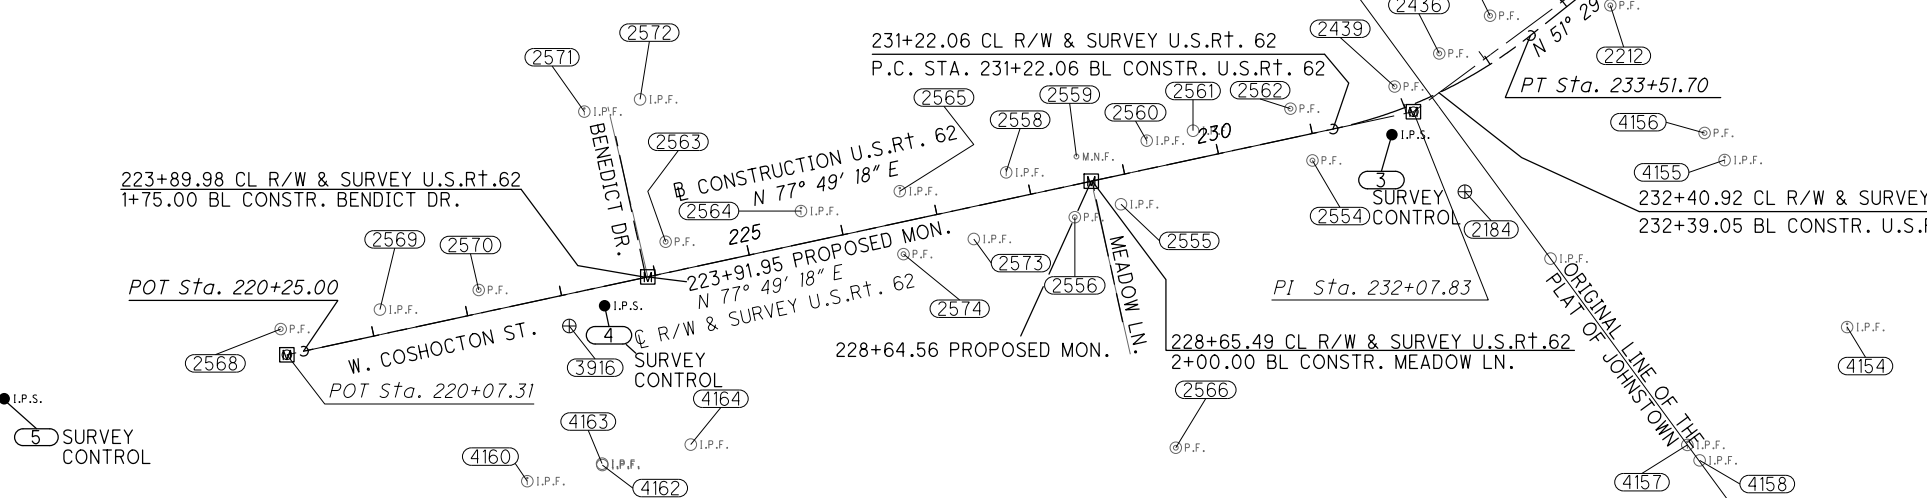 2572
2571
I.P.F.
I.P.F.
BENEDICT DR.
2563
P.F.
223+89.98 CL R/W & SURVEY U.S.Rt.62
1+75.00 BL CONSTR. BENDICT DR.
2569
I.P.F.
2570
P.F.
POT Sta. 220+25.00
P.F.
2568
POT Sta. 220+07.31
W. COSHOCTON ST.
I.P.S.
5
SURVEY
CONTROL
I.P.S.
4
SURVEY
CONTROL
3916
BL CONSTRUCTION U.S.Rt. 62
N 77° 49' 18" E
2564
I.P.F.
2565
I.P.F.
225
223+91.95 PROPOSED MON.
N 77° 49' 18" E
CL R/W & SURVEY U.S.Rt. 62
4164
I.P.F.
4163
I.P.F.
4162
4160
I.P.F.
231+22.06 CL R/W & SURVEY U.S.Rt. 62
P.C. STA. 231+22.06 BL CONSTR. U.S.Rt. 62
2558
I.P.F.
2559
M.N.F.
2560
I.P.F.
2561
2562
P.F.
230
2573
I.P.F.
2574
P.F.
2556
P.F.
2555
I.P.F.
MEADOW LN.
228+64.56 PROPOSED MON.
228+65.49 CL R/W & SURVEY U.S.Rt.62
2+00.00 BL CONSTR. MEADOW LN.
2566
P.F.
2439
P.F.
2436
P.F.
P.F.
P.F.
2212
N 51° 29
PT Sta. 233+51.70
I.P.S.
3
SURVEY
CONTROL
2554
P.F.
2184
PI Sta. 232+07.83
4156
P.F.
4155
I.P.F.
232+40.92 CL R/W & SURVEY
232+39.05 BL CONSTR. U.S.
I.P.F.
ORIGINAL LINE OF THE
PLAT OF JOHNSTOWN
I.P.F.
4154
I.P.F.
4157
I.P.F.
4158